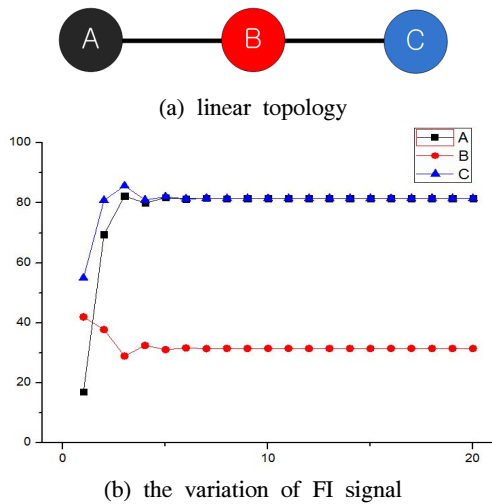 A B C
(a) linear topology
100
A
B
C
80
60
40
20
0
0 10 20
(b) the variation of FI signal